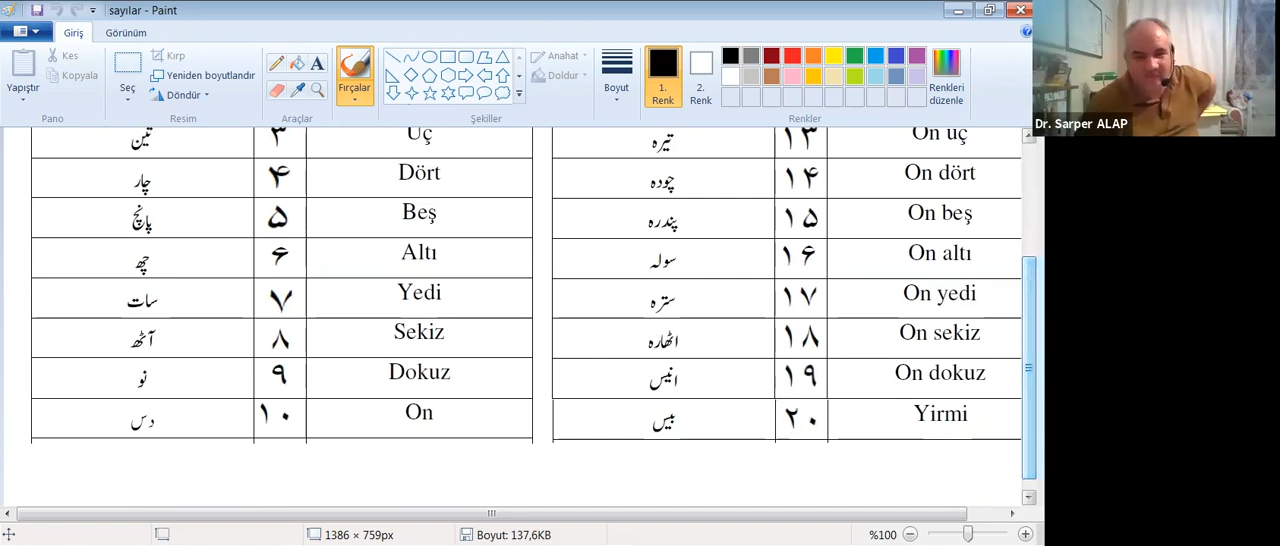 sayılar - Paint
Giriş
Görünüm
Yapıştır
Kes
Kopyala
Pano
Seç
Kırp
Yeniden boyutlandır
Döndür
Resim
A
Araçlar
Fırçalar
Anahat
Doldur
Şekiller
Boyut
1. Renk
2. Renk
Renkleri düzenle
Renkler
Dr. Sarper ALAP
تین ۳ Üç
چار ۴ Dört
پانچ ۵ Beş
چھ ۶ Altı
سات ۷ Yedi
آٹھ ۸ Sekiz
نو ۹ Dokuz
دس ۱۰ On
تیرہ ۱۳ On üç
چودہ ۱۴ On dört
پندرہ ۱۵ On beş
سولہ ۱۶ On altı
سترہ ۱۷ On yedi
اٹھارہ ۱۸ On sekiz
انیس ۱۹ On dokuz
بیس ۲۰ Yirmi
1386 × 759px
Boyut: 137,6KB
%100